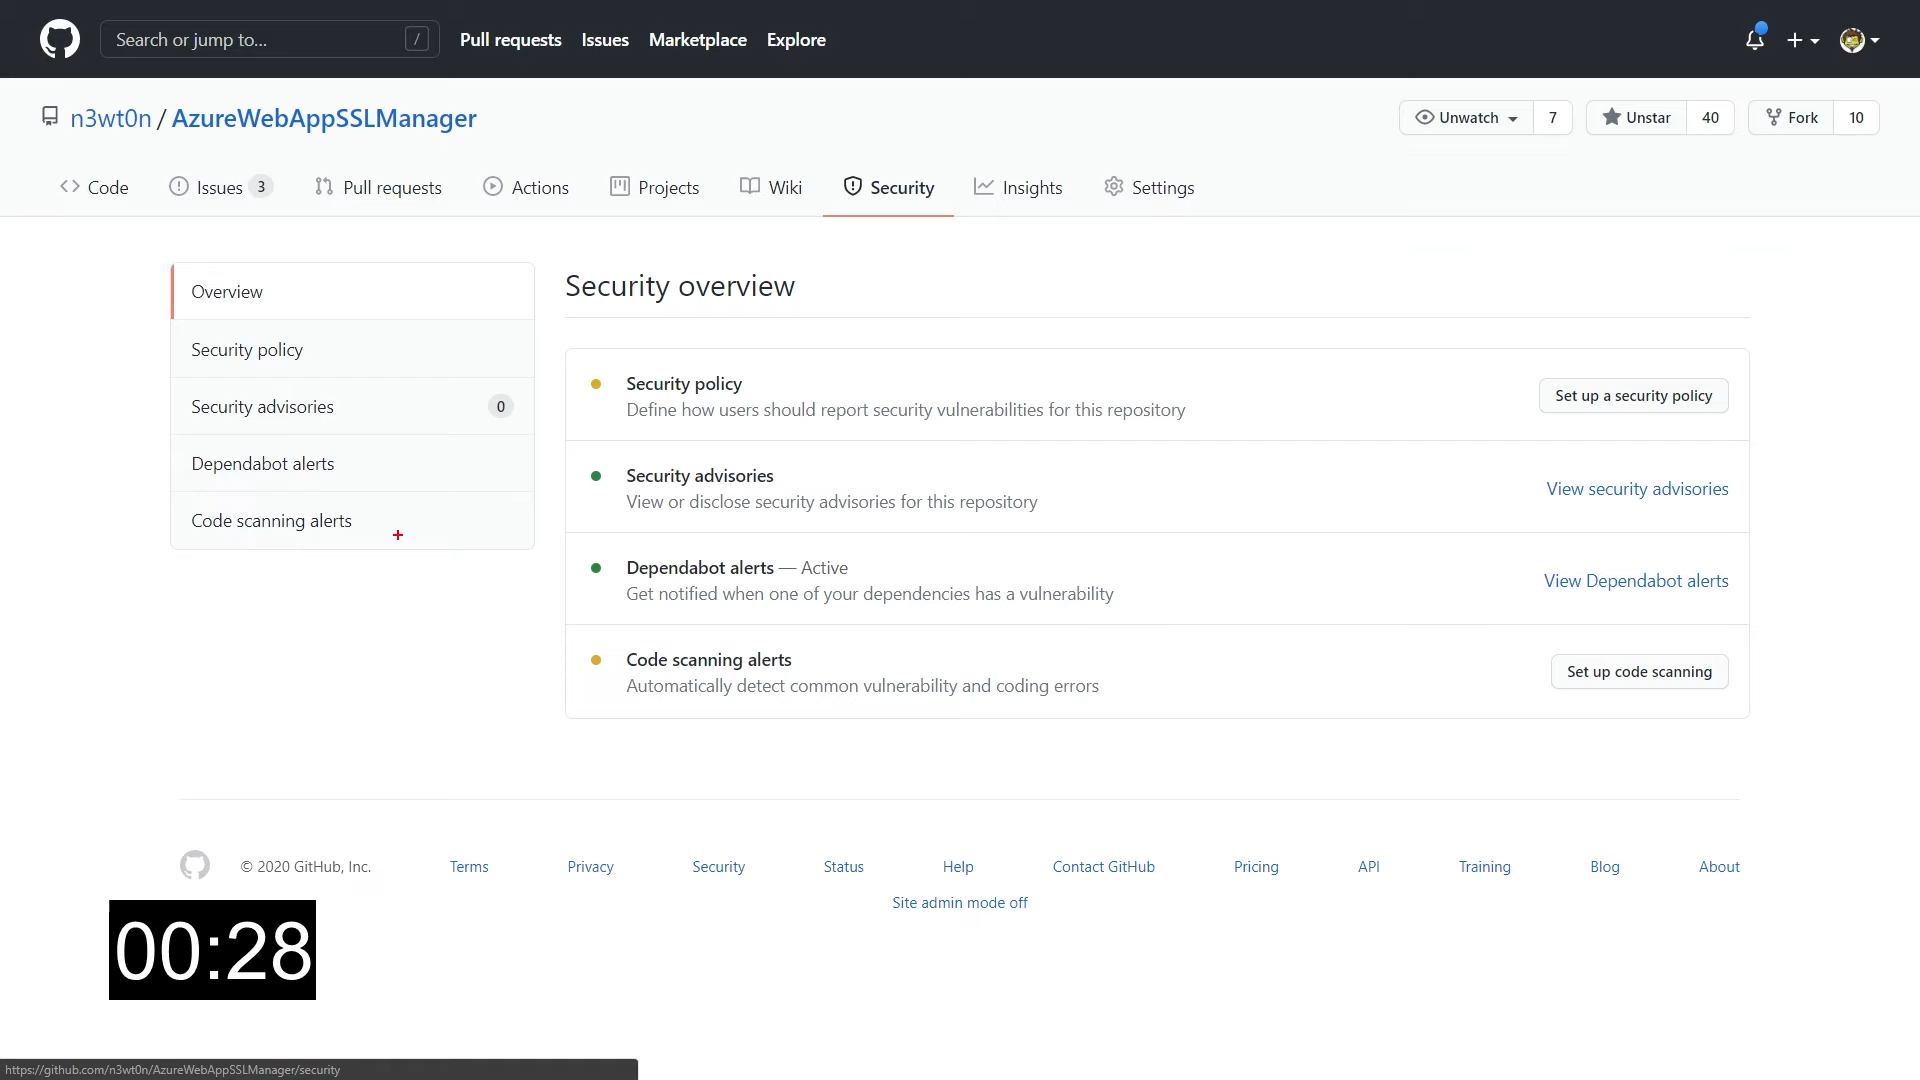 Search or jump to... /
Pull requests Issues Marketplace Explore
n3wt0n / AzureWebAppSSLManager
Unwatch 7 Unstar 40 Fork 10
Code Issues 3 Pull requests Actions Projects Wiki Security Insights Settings
Overview
Security policy
Security advisories 0
Dependabot alerts
Code scanning alerts
Security overview
Security policy
Define how users should report security vulnerabilities for this repository
Set up a security policy
Security advisories
View or disclose security advisories for this repository
View security advisories
Dependabot alerts — Active
Get notified when one of your dependencies has a vulnerability
View Dependabot alerts
Code scanning alerts
Automatically detect common vulnerability and coding errors
Set up code scanning
© 2020 GitHub, Inc. Terms Privacy Security Status Help Contact GitHub Pricing API Training Blog About
Site admin mode off
00:28
https://github.com/n3wt0n/AzureWebAppSSLManager/security